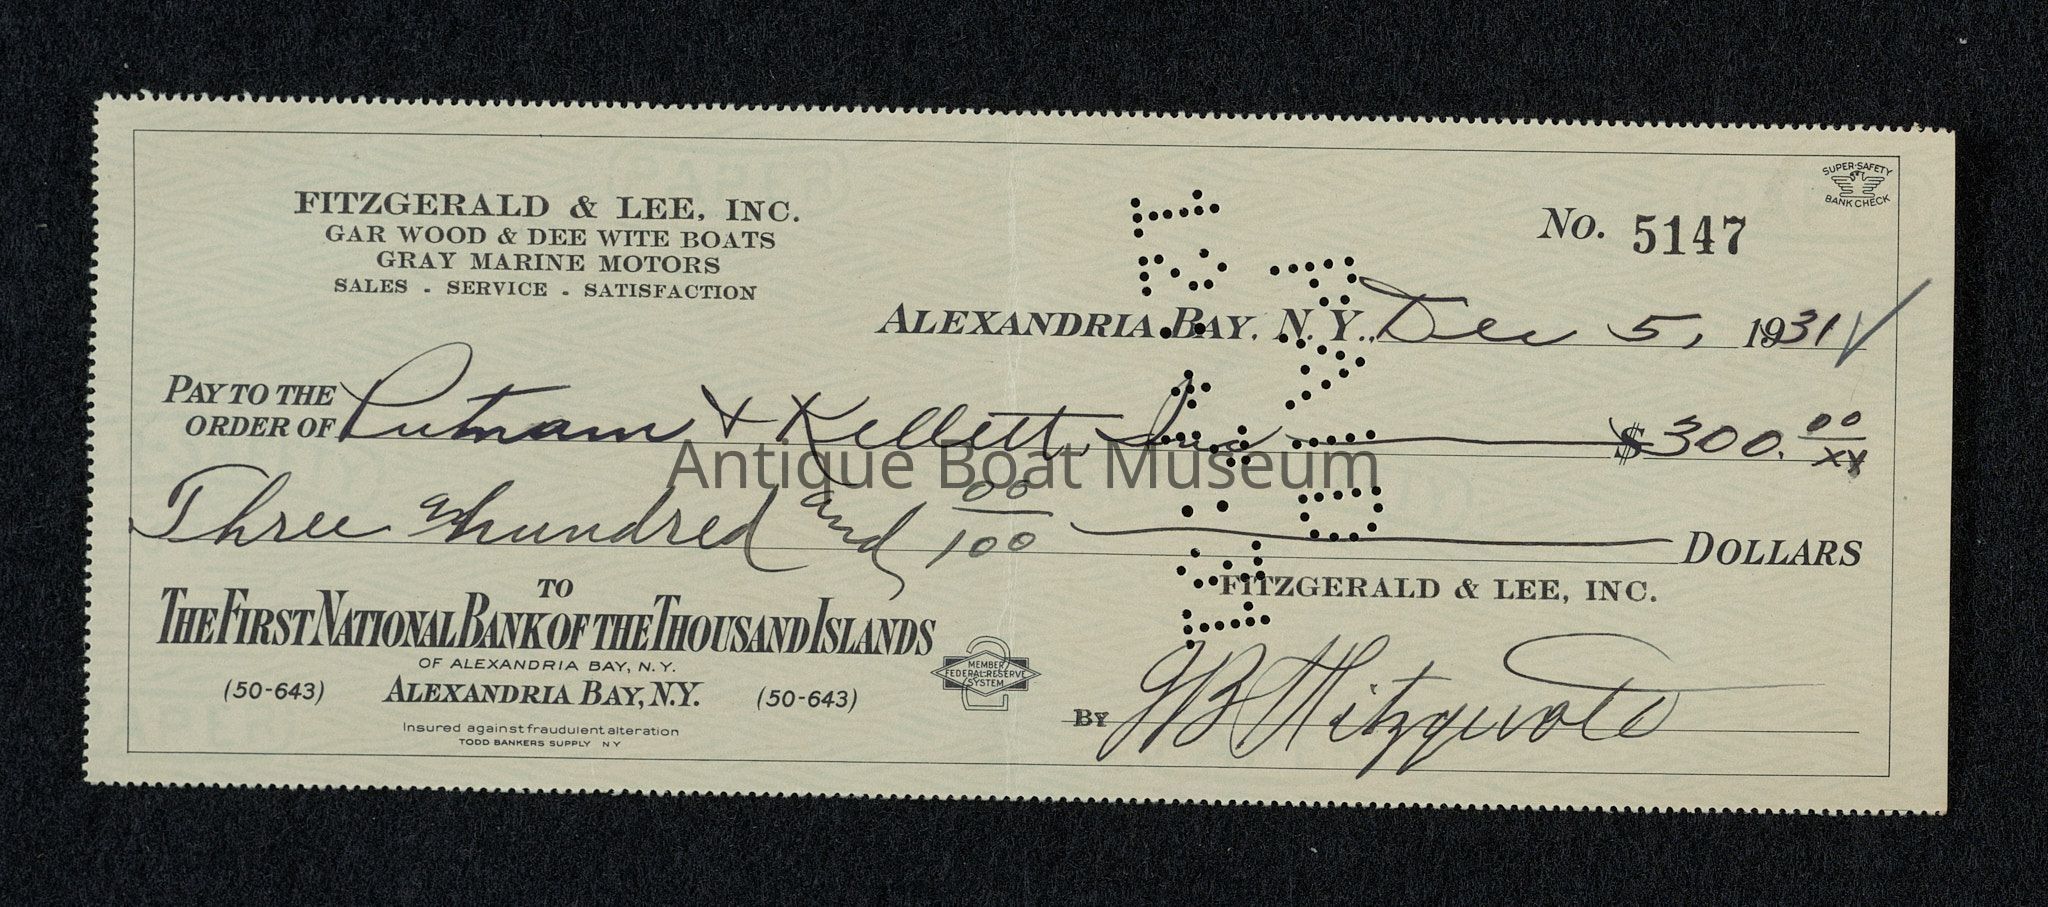 FITZGERALD & LEE, INC.
GAR WOOD & DEE WITE BOATS
GRAY MARINE MOTORS
SALES - SERVICE - SATISFACTION
SUPER-SAFETY
BANK CHECK
No. 5147
ALEXANDRIA BAY, N.Y., Dec 5, 1931
PAY TO THE
ORDER OF Putnam & Kellett, Inc $300. 00/XX
Antique Boat Museum
Three hundred and 00/100 DOLLARS
TO
THE FIRST NATIONAL BANK OF THE THOUSAND ISLANDS
OF ALEXANDRIA BAY, N.Y.
(50-643) ALEXANDRIA BAY, N.Y. (50-643)
MEMBER
FEDERAL RESERVE
SYSTEM
Insured against fraudulent alteration
TODD BANKERS SUPPLY NY
FITZGERALD & LEE, INC.
BY Fitzgerald